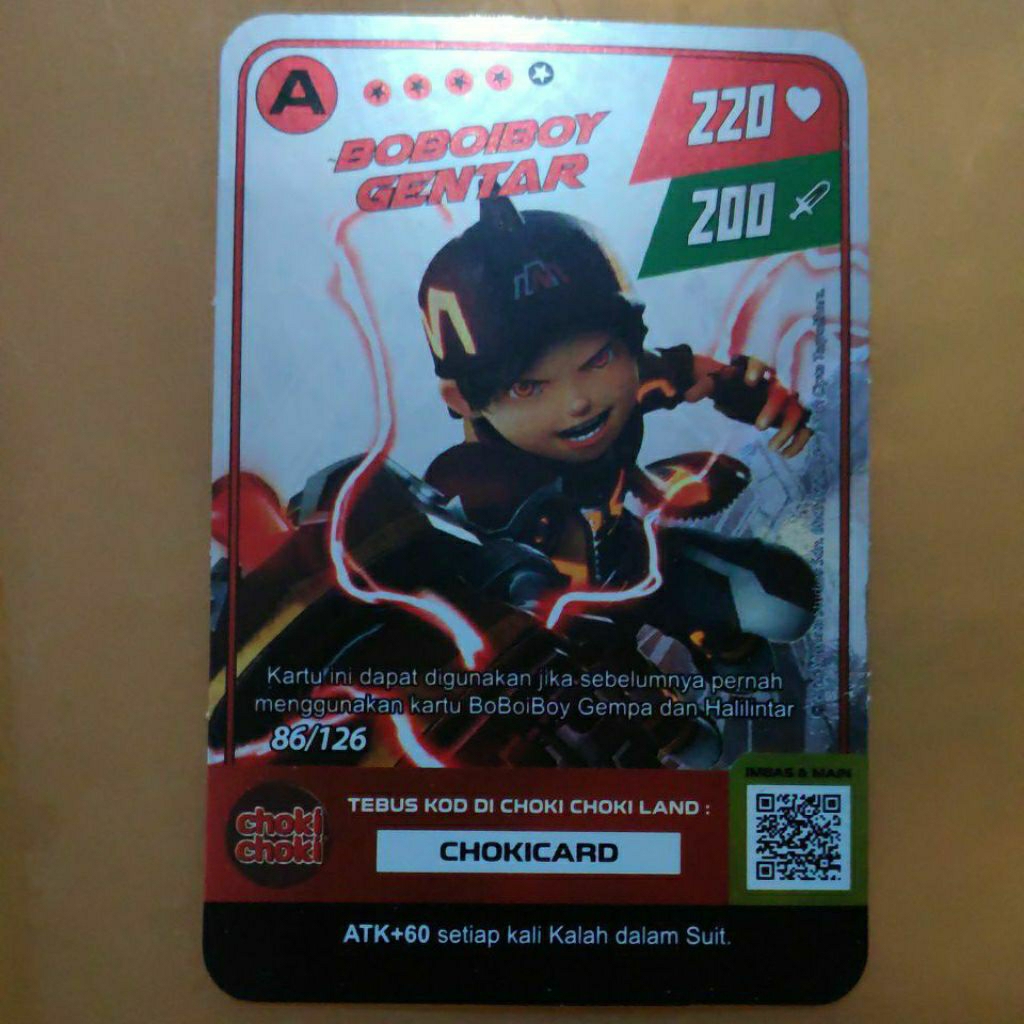 A
BOBOIBOY
GENTAR
220
200
Kartu ini dapat digunakan jika sebelumnya pernah
menggunakan kartu BoBoiBoy Gempa dan Halilintar
86/126
IMBAS & MAIN
choki
choki
TEBUS KOD DI CHOKI CHOKI LAND :
CHOKICARD
ATK+60 setiap kali Kalah dalam Suit.